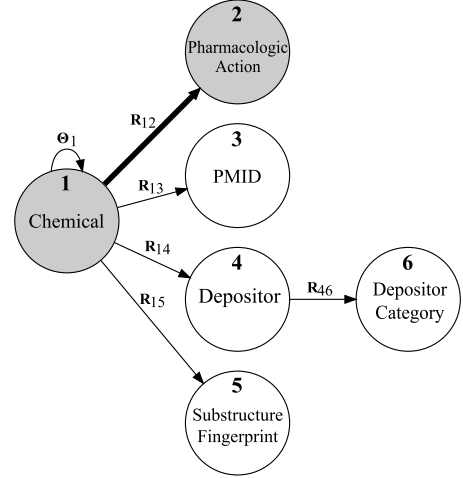 2
Pharmacologic
Action
R12
Θ1
3
PMID
R13
1
Chemical
R14
4
Depositor
R46
6
Depositor
Category
R15
5
Substructure
Fingerprint